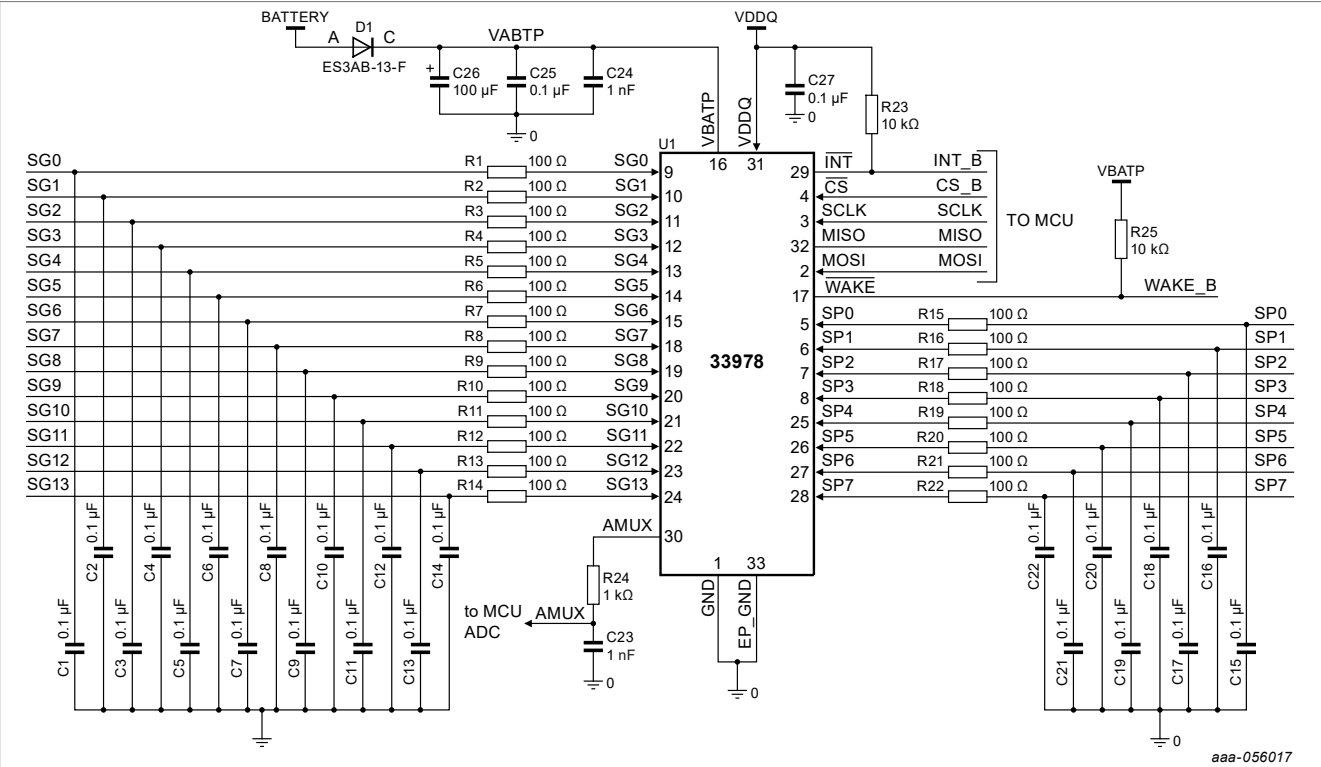 BATTERY
D1
A C
ES3AB-13-F
VABTP
+
C26
100 µF
C25
0.1 µF
C24
1 nF
0
VBATP
VDDQ
VDDQ
C27
0.1 µF
0
R23
10 kΩ
U1
16 31
33978
SG0 R1 100 Ω SG0 9
SG1 R2 100 Ω SG1 10
SG2 R3 100 Ω SG2 11
SG3 R4 100 Ω SG3 12
SG4 R5 100 Ω SG4 13
SG5 R6 100 Ω SG5 14
SG6 R7 100 Ω SG6 15
SG7 R8 100 Ω SG7 18
SG8 R9 100 Ω SG8 19
SG9 R10 100 Ω SG9 20
SG10 R11 100 Ω SG10 21
SG11 R12 100 Ω SG11 22
SG12 R13 100 Ω SG12 23
SG13 R14 100 Ω SG13 24
AMUX 30
29 INT INT_B
4 CS CS_B
3 SCLK SCLK
32 MISO MISO
2 MOSI MOSI
TO MCU
17 WAKE WAKE_B
VBATP
R25
10 kΩ
5 SP0 R15 100 Ω SP0
6 SP1 R16 100 Ω SP1
7 SP2 R17 100 Ω SP2
8 SP3 R18 100 Ω SP3
25 SP4 R19 100 Ω SP4
26 SP5 R20 100 Ω SP5
27 SP6 R21 100 Ω SP6
28 SP7 R22 100 Ω SP7
1 33
GND
EP_GND
0
R24
1 kΩ
to MCU
ADC
AMUX
C23
1 nF
0
C2 0.1 µF
C4 0.1 µF
C6 0.1 µF
C8 0.1 µF
C10 0.1 µF
C12 0.1 µF
C14 0.1 µF
C1 0.1 µF
C3 0.1 µF
C5 0.1 µF
C7 0.1 µF
C9 0.1 µF
C11 0.1 µF
C13 0.1 µF
C22 0.1 µF
C20 0.1 µF
C18 0.1 µF
C16 0.1 µF
C21 0.1 µF
C19 0.1 µF
C17 0.1 µF
C15 0.1 µF
0
aaa-056017